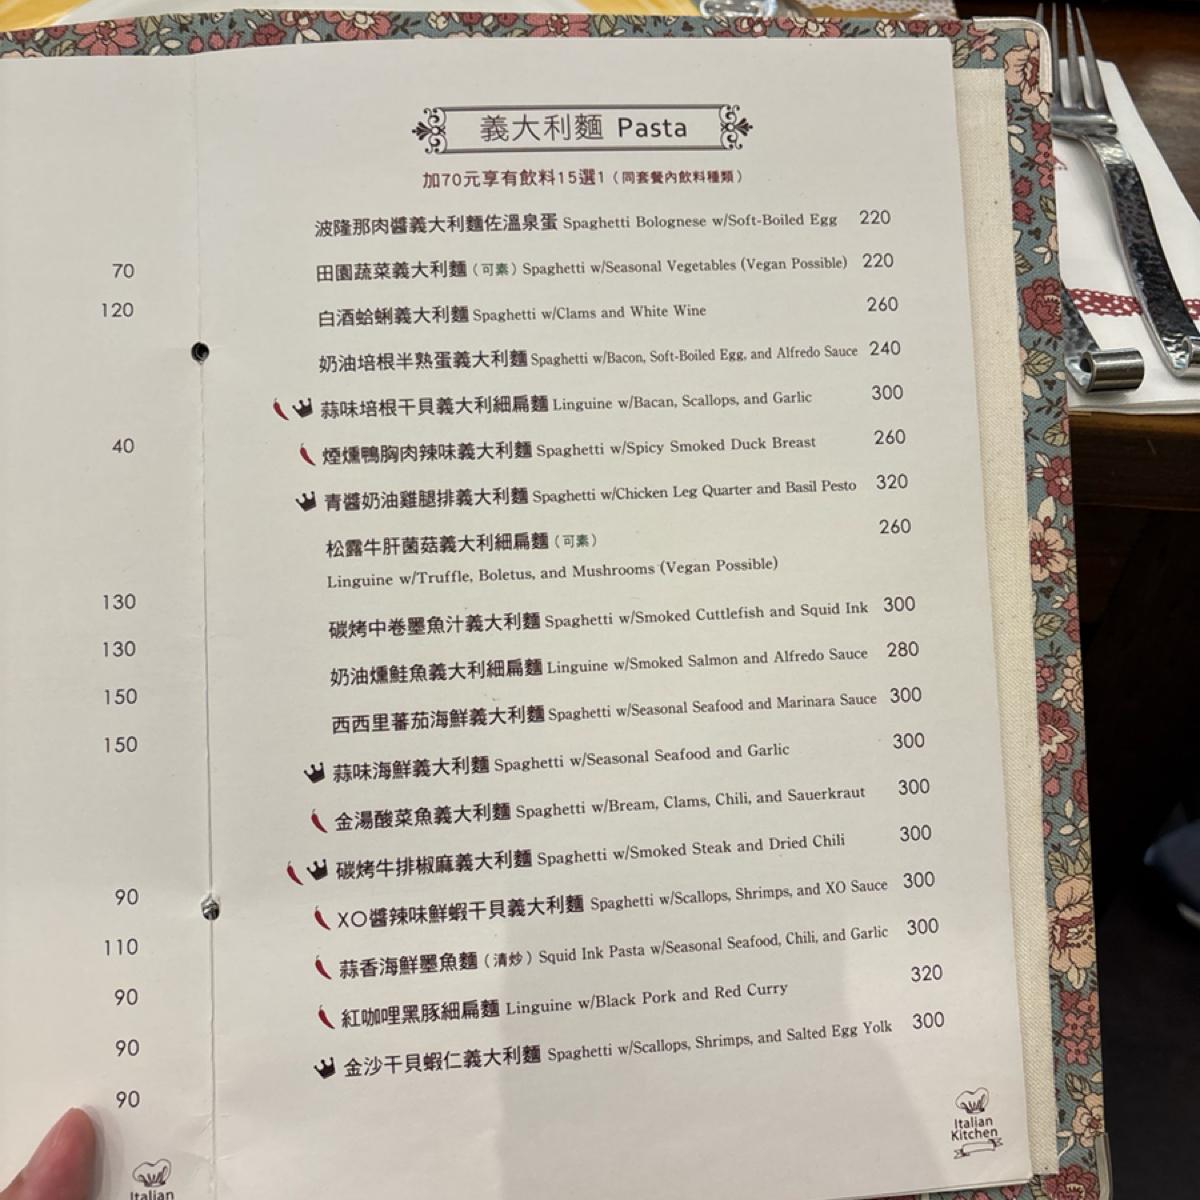 70
120
40
130
130
150
150
90
110
90
90
90
Italian
義大利麵 Pasta
加70元享有飲料15選1（同套餐內飲料種類）
波隆那肉醬義大利麵佐溫泉蛋 Spaghetti Bolognese w/Soft-Boiled Egg 220
田園蔬菜義大利麵（可素）Spaghetti w/Seasonal Vegetables (Vegan Possible) 220
白酒蛤蜊義大利麵 Spaghetti w/Clams and White Wine 260
奶油培根半熟蛋義大利麵 Spaghetti w/Bacon, Soft-Boiled Egg, and Alfredo Sauce 240
蒜味培根干貝義大利細扁麵 Linguine w/Bacan, Scallops, and Garlic 300
煙燻鴨胸肉辣味義大利麵 Spaghetti w/Spicy Smoked Duck Breast 260
青醬奶油雞腿排義大利麵 Spaghetti w/Chicken Leg Quarter and Basil Pesto 320
松露牛肝菌菇義大利細扁麵（可素） 260
Linguine w/Truffle, Boletus, and Mushrooms (Vegan Possible)
碳烤中卷墨魚汁義大利麵 Spaghetti w/Smoked Cuttlefish and Squid Ink 300
奶油燻鮭魚義大利細扁麵 Linguine w/Smoked Salmon and Alfredo Sauce 280
西西里蕃茄海鮮義大利麵 Spaghetti w/Seasonal Seafood and Marinara Sauce 300
蒜味海鮮義大利麵 Spaghetti w/Seasonal Seafood and Garlic 300
金湯酸菜魚義大利麵 Spaghetti w/Bream, Clams, Chili, and Sauerkraut 300
碳烤牛排椒麻義大利麵 Spaghetti w/Smoked Steak and Dried Chili 300
XO醬辣味鮮蝦干貝義大利麵 Spaghetti w/Scallops, Shrimps, and XO Sauce 300
蒜香海鮮墨魚麵（清炒）Squid Ink Pasta w/Seasonal Seafood, Chili, and Garlic 300
紅咖哩黑豚細扁麵 Linguine w/Black Pork and Red Curry 320
金沙干貝蝦仁義大利麵 Spaghetti w/Scallops, Shrimps, and Salted Egg Yolk 300
Italian
Kitchen